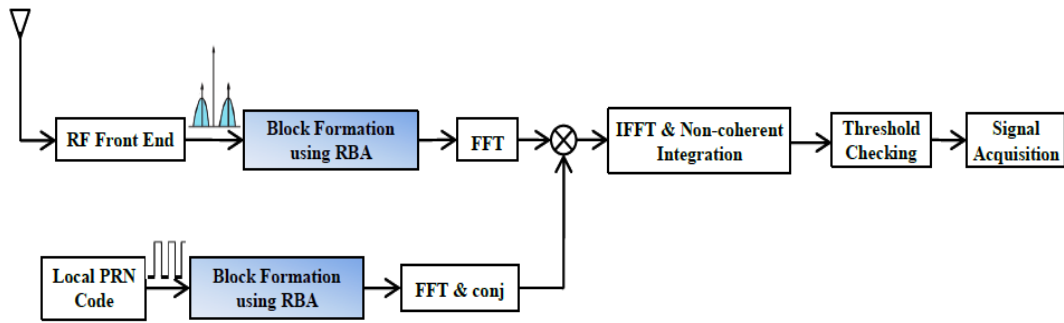 RF Front End
Block Formation
using RBA
FFT
IFFT & Non-coherent
Integration
Threshold
Checking
Signal
Acquisition
Local PRN
Code
Block Formation
using RBA
FFT & conj